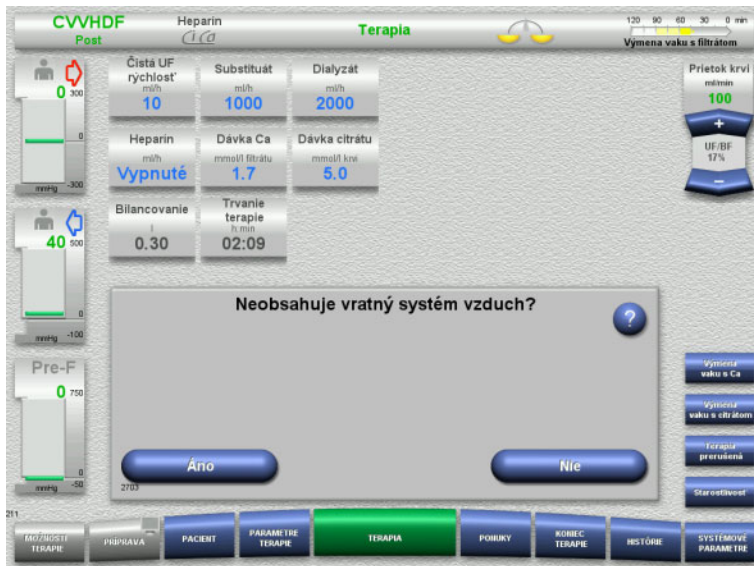 CVVHDF
Post
Heparín
Ci Ca
Terapia
120 90 60 30 0 min
Výmena vaku s filtrátom
0
300
0
mmHg
-300
40
500
0
mmHg
-100
Pre-F
0
750
0
mmHg
-50
Čistá UF
rýchlosť
ml/h
10
Substituát
ml/h
1000
Dialyzát
ml/h
2000
Heparín
ml/h
Vypnuté
Dávka Ca
mmol/l filtrátu
1.7
Dávka citrátu
mmol/l krvi
5.0
Bilancovanie
l
0.30
Trvanie
terapie
h:min
02:09
Prietok krvi
ml/min
100
+
UF/BF
17%
−
Neobsahuje vratný systém vzduch?
?
Áno
Nie
2703
Výmena
vaku s Ca
Výmena
vaku s citrátom
Terapia
prerušená
Starostlivosť
211
MOŽNOSTI
TERAPIE
PRÍPRAVA
PACIENT
PARAMETRE
TERAPIE
TERAPIA
PONUKY
KONIEC
TERAPIE
HISTÓRIE
SYSTÉMOVÉ
PARAMETRE